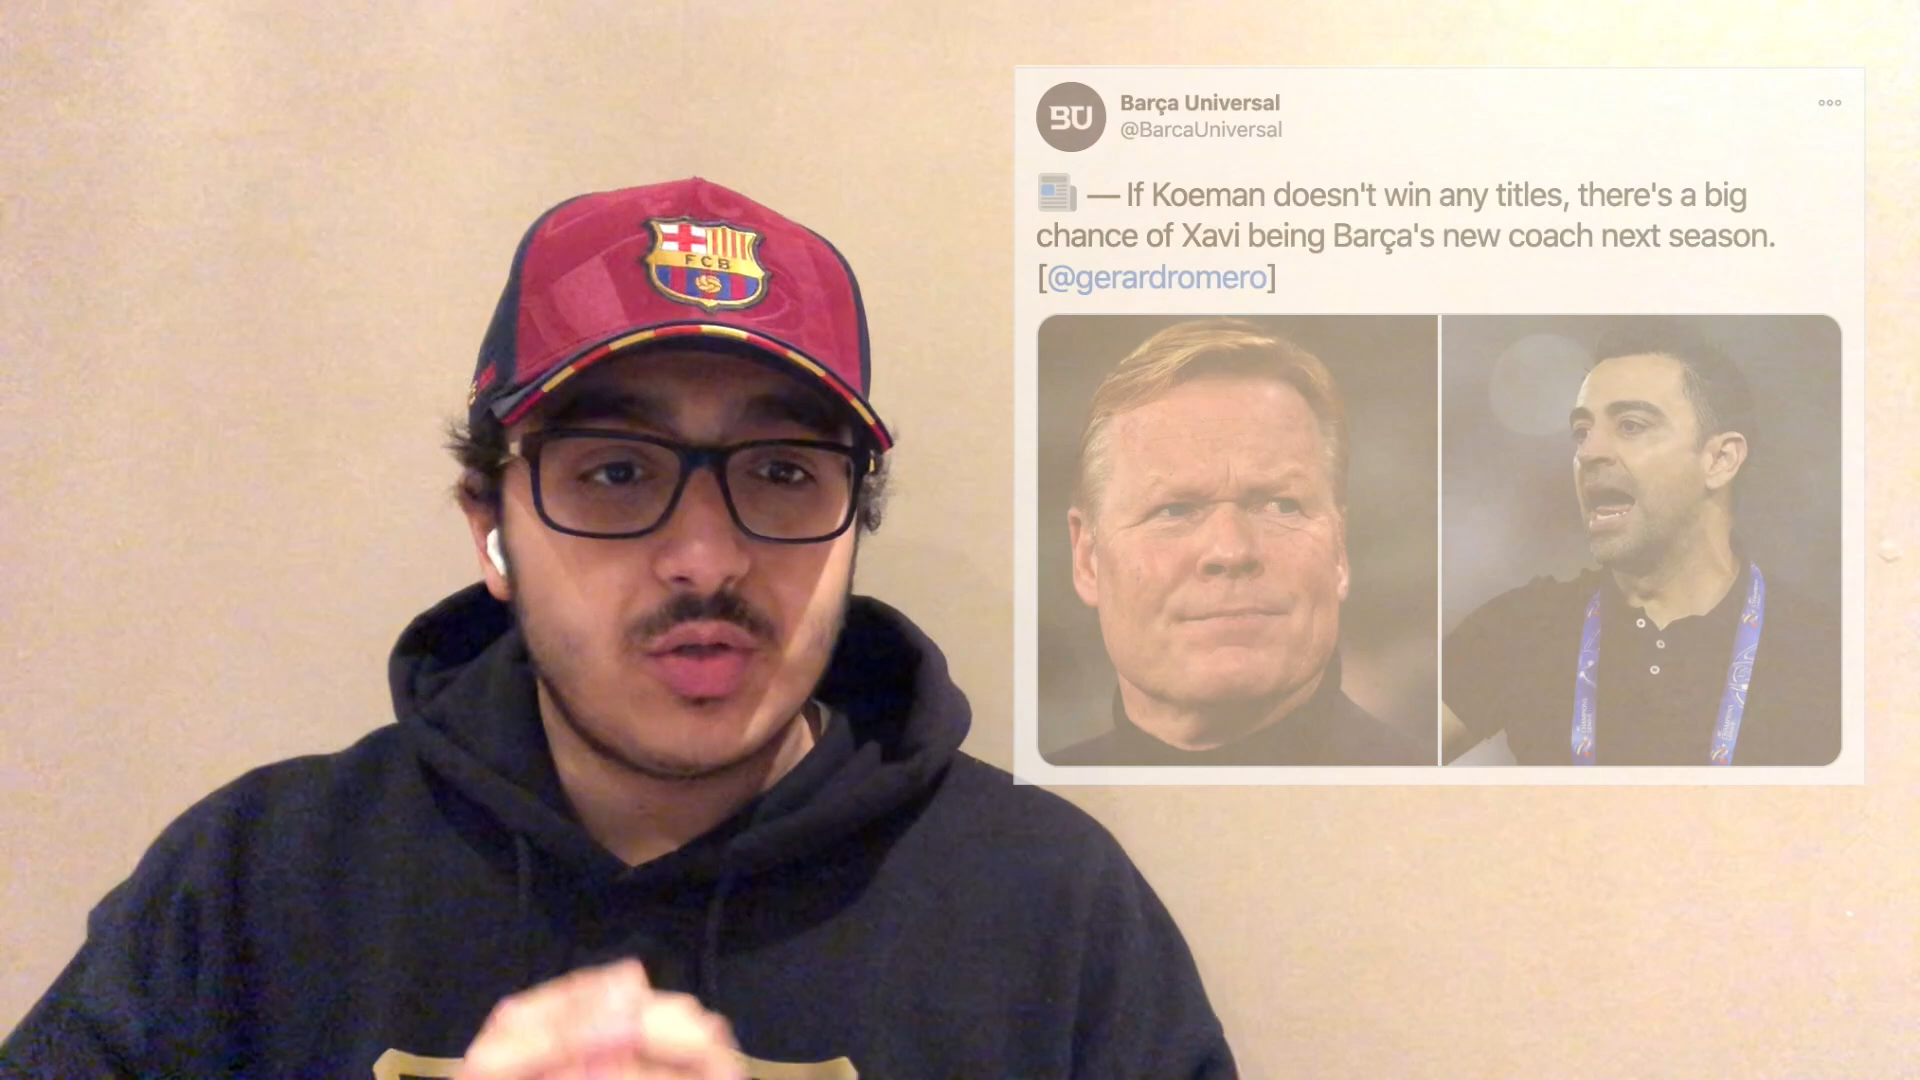 FCB
BU
Barça Universal
@BarcaUniversal
— If Koeman doesn't win any titles, there's a big
chance of Xavi being Barça's new coach next season.
[@gerardromero]